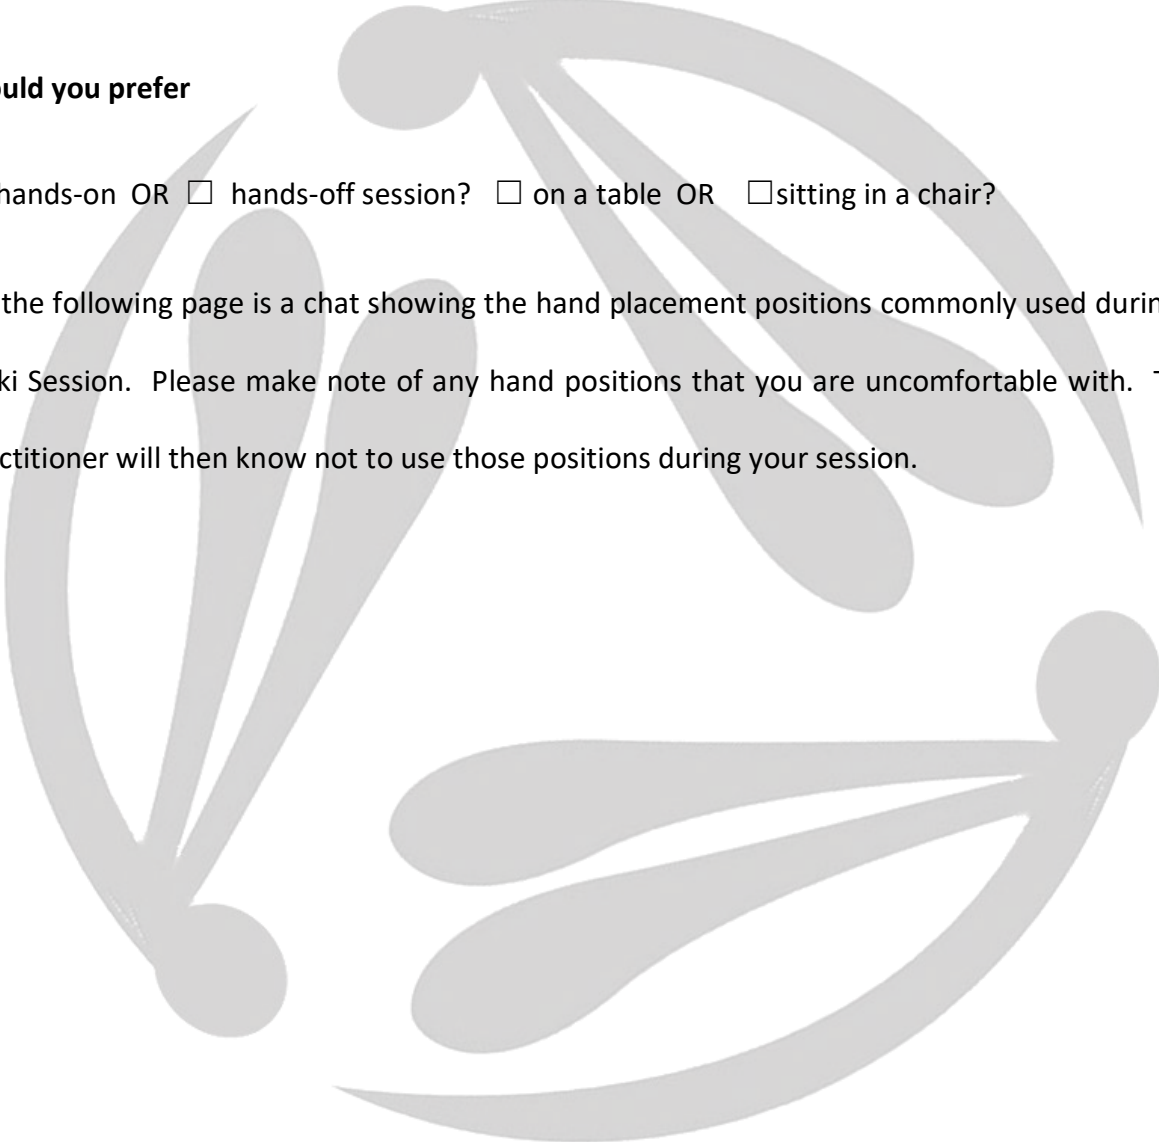 ould you prefer
hands-on OR ☐ hands-off session? ☐ on a table OR ☐sitting in a chair?
the following page is a chat showing the hand placement positions commonly used durin
ki Session. Please make note of any hand positions that you are uncomfortable with. T
ctitioner will then know not to use those positions during your session.